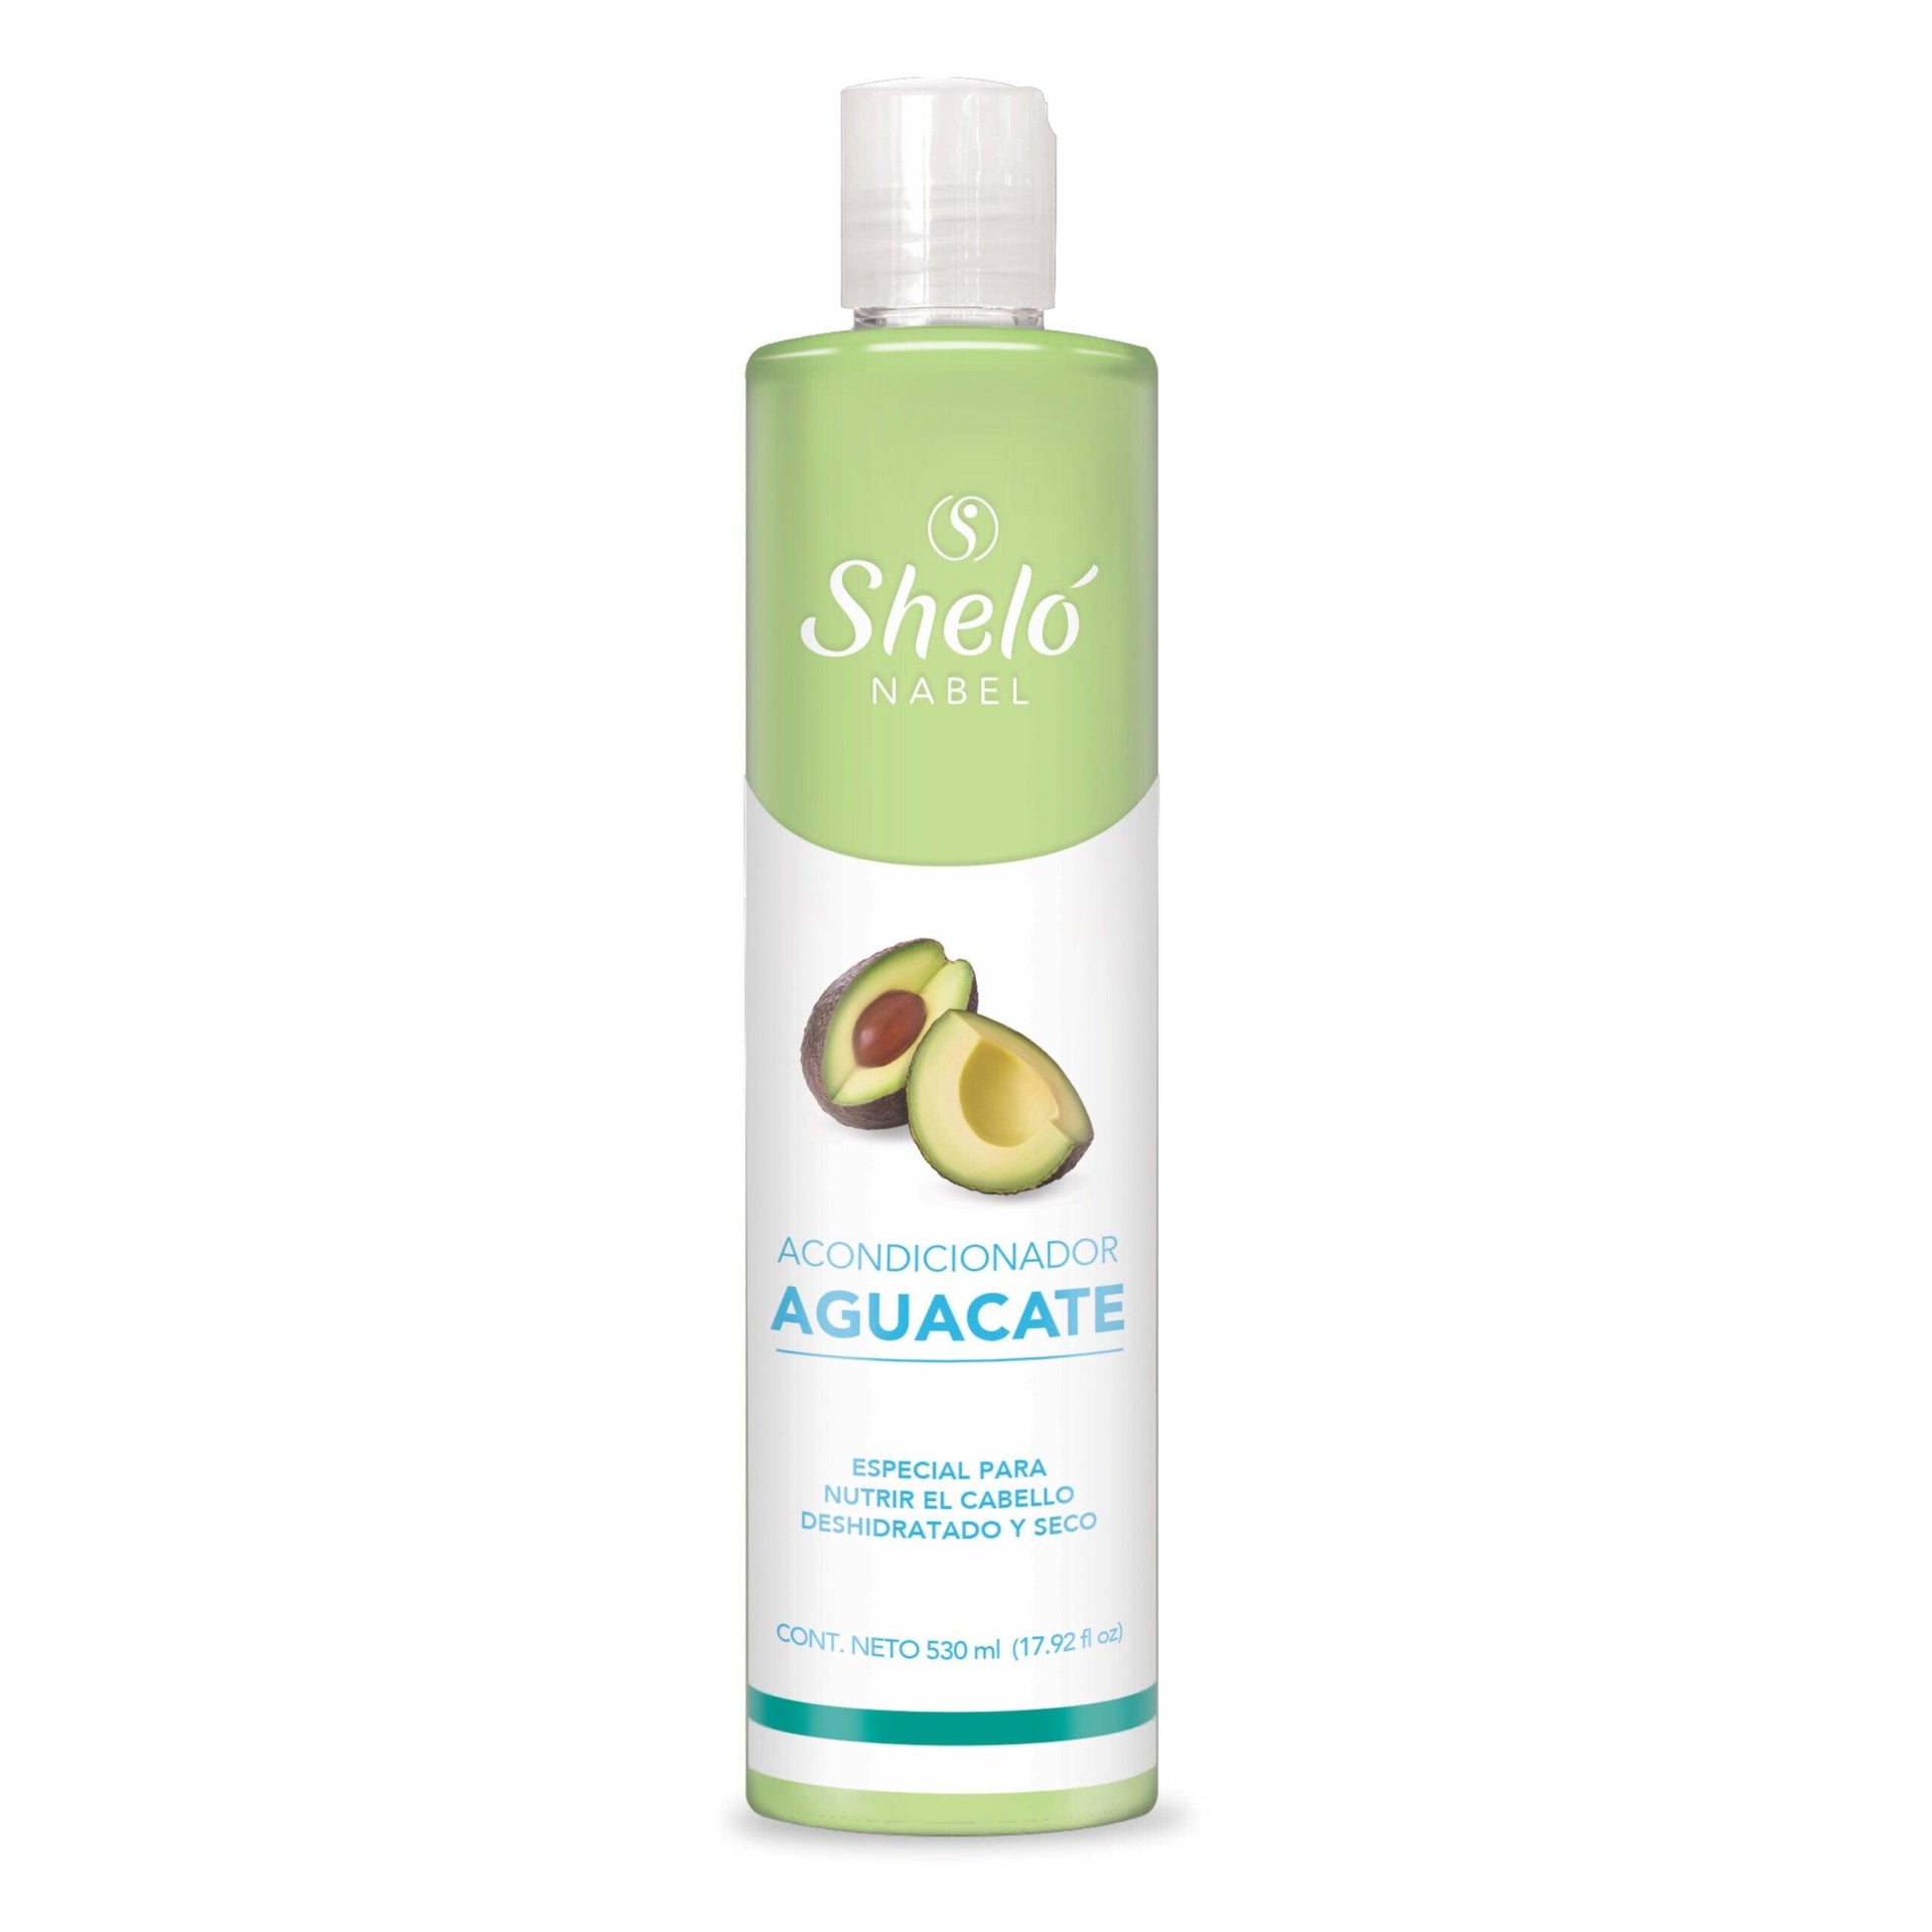 Sheló
NABEL
ACONDICIONADOR
AGUACATE
ESPECIAL PARA
NUTRIR EL CABELLO
DESHIDRATADO Y SECO
CONT. NETO 530 ml (17.92 fl oz)